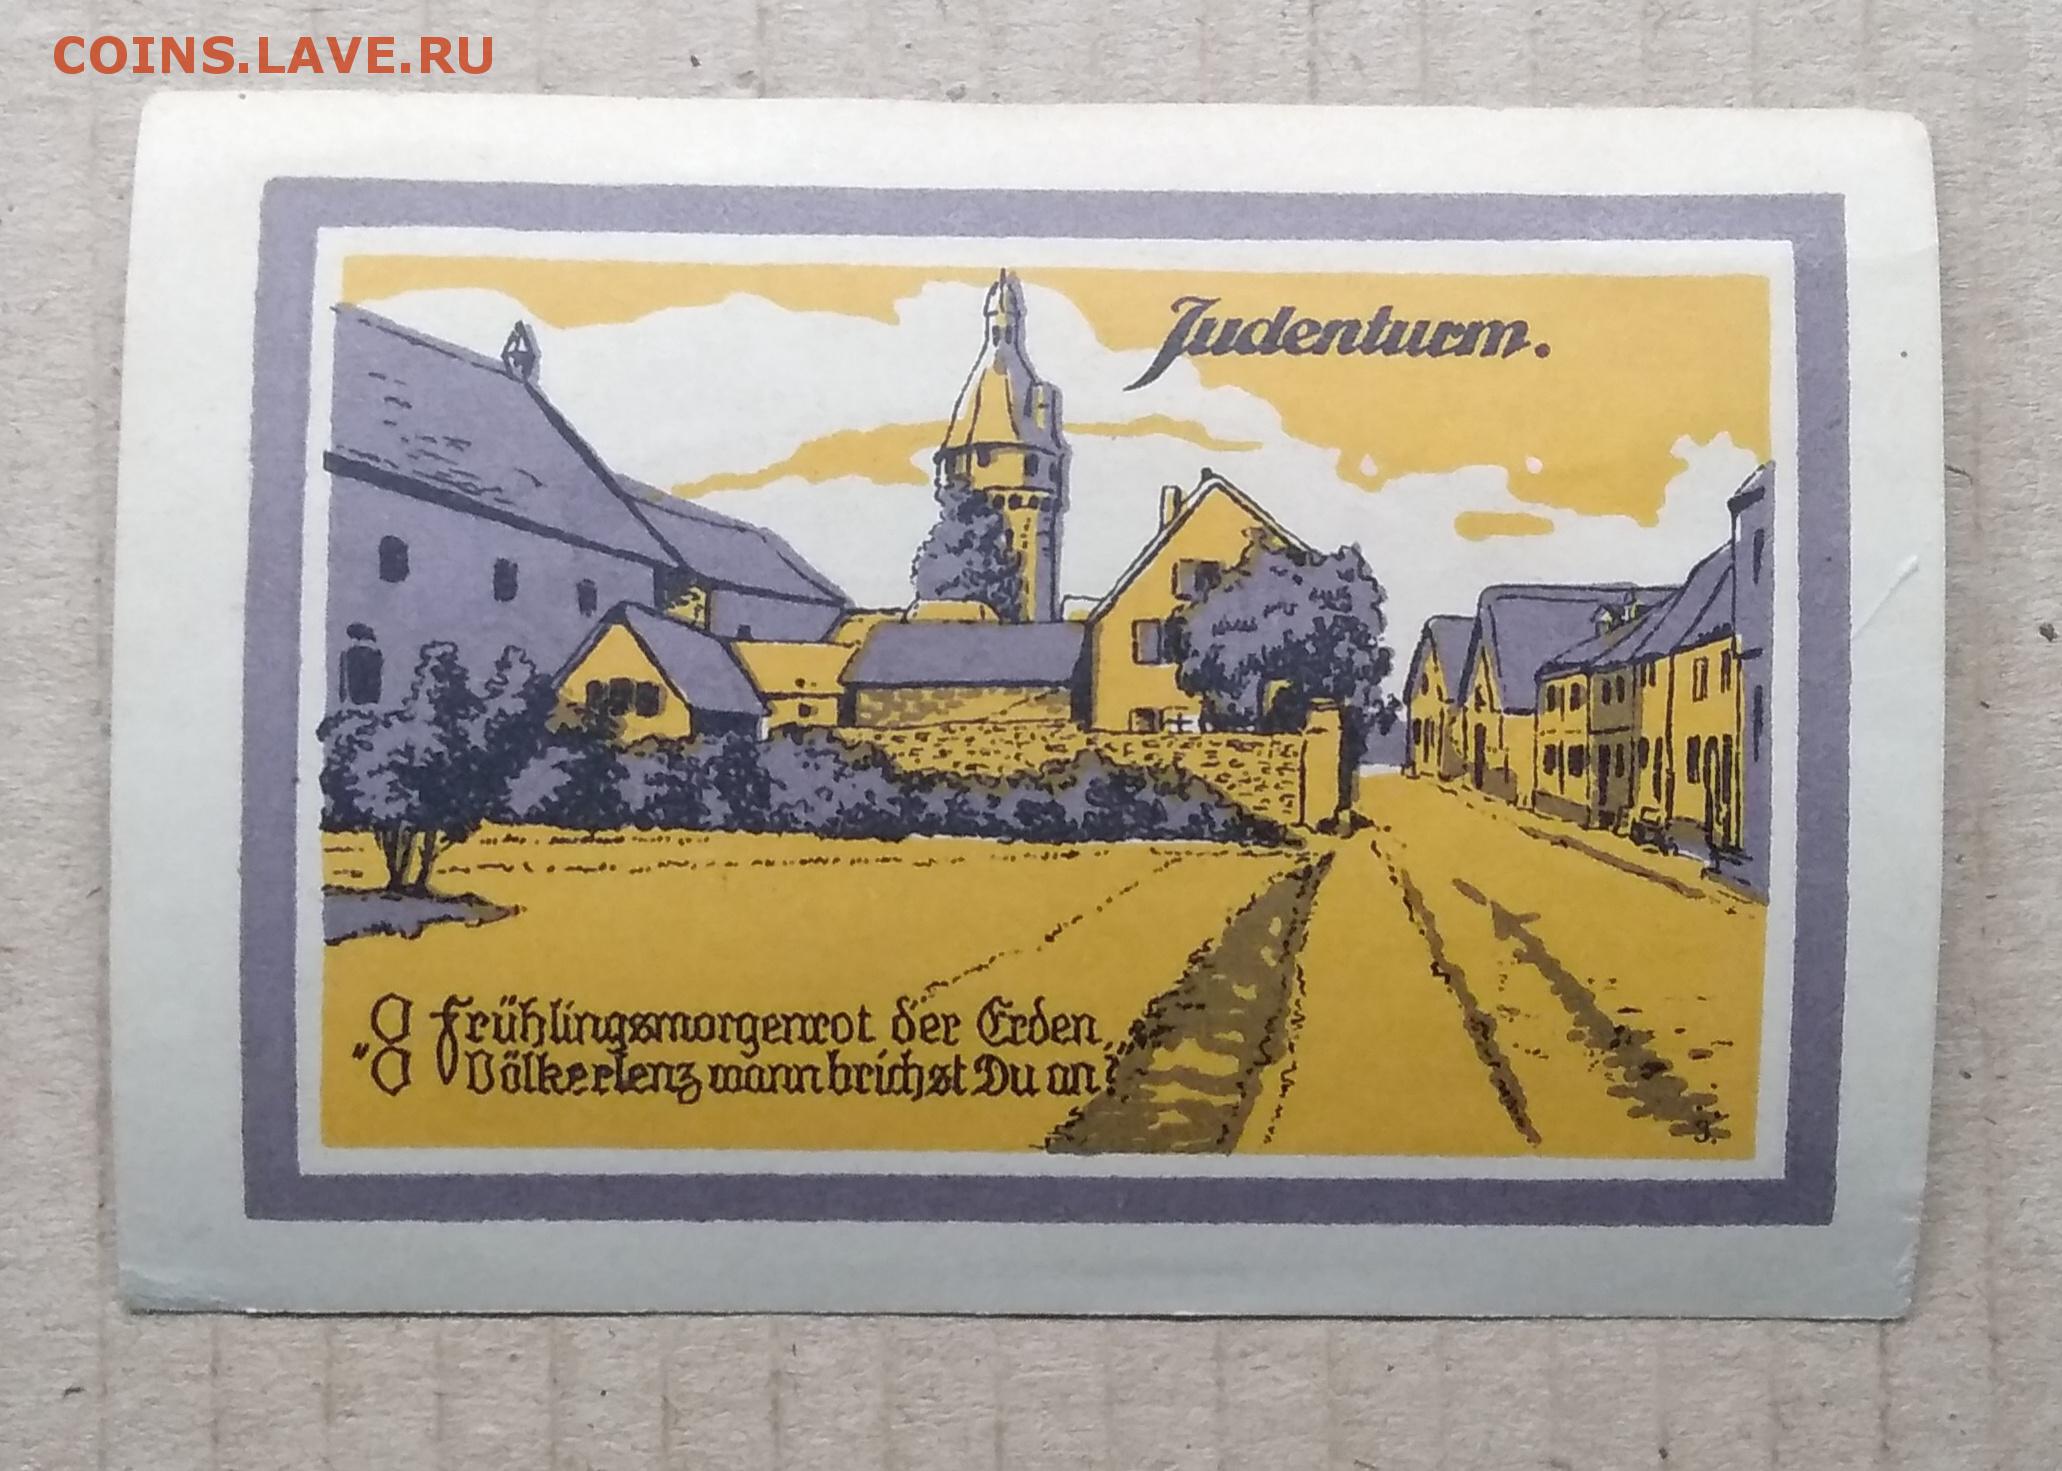 COINS.LAVE.RU
Judenturm.
„O Frühlingsmorgenrot der Erden,
O Völkerlenz wann brichst Du an?"
J.